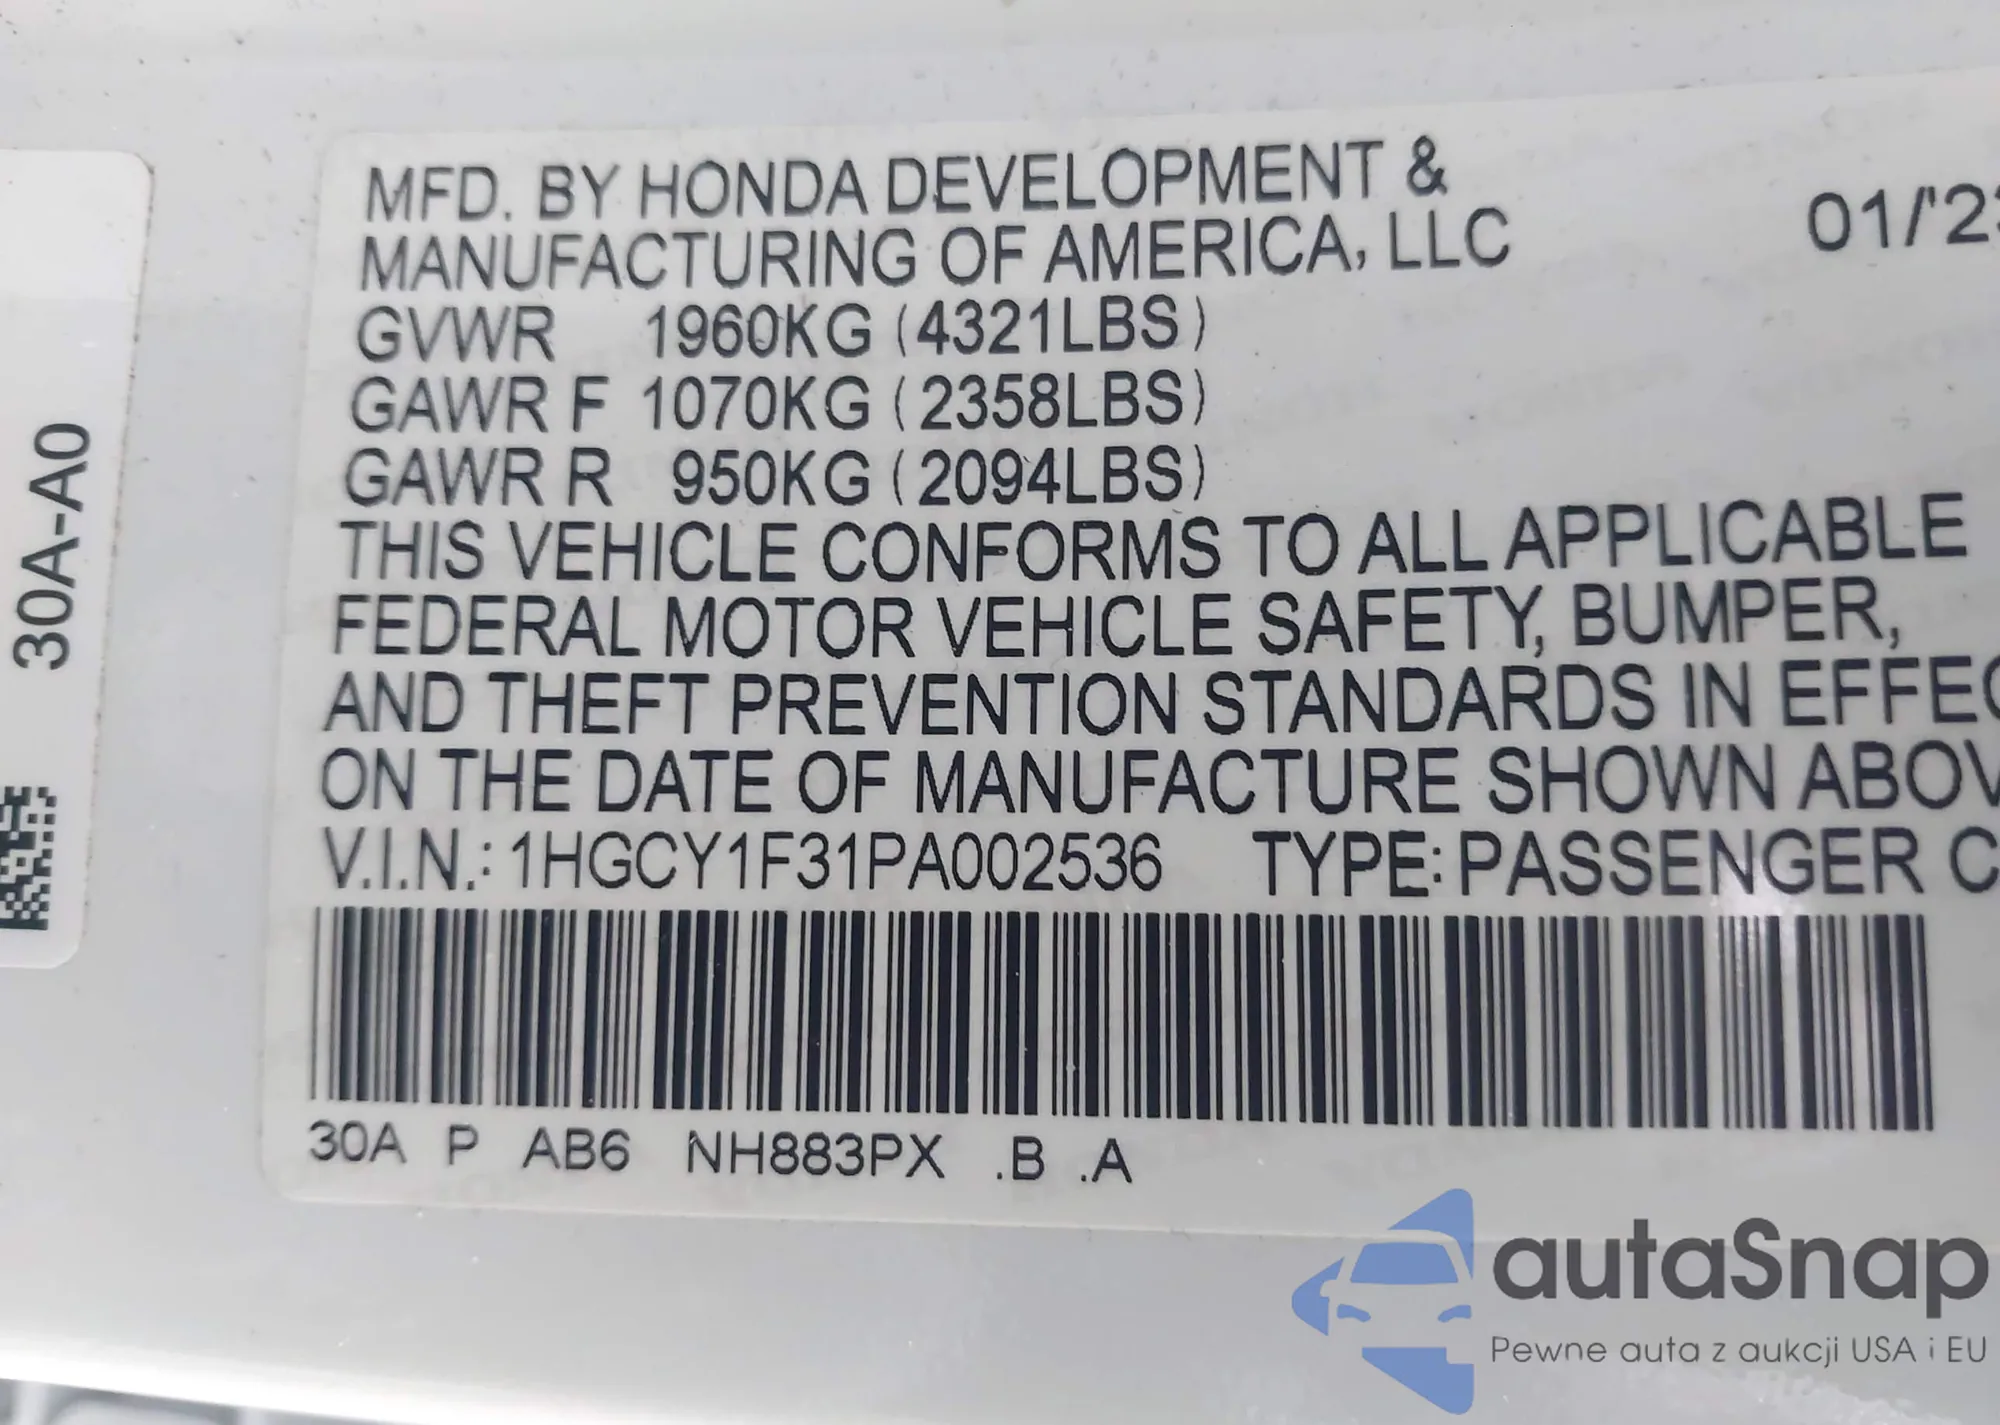 MFD. BY HONDA DEVELOPMENT &
MANUFACTURING OF AMERICA, LLC
01/'23
GVWR 1960KG (4321LBS)
GAWR F 1070KG (2358LBS)
GAWR R 950KG (2094LBS)
THIS VEHICLE CONFORMS TO ALL APPLICABLE
FEDERAL MOTOR VEHICLE SAFETY, BUMPER,
AND THEFT PREVENTION STANDARDS IN EFFEC
ON THE DATE OF MANUFACTURE SHOWN ABOV
V.I.N.: 1HGCY1F31PA002536 TYPE: PASSENGER C
30A P AB6 NH883PX .B .A
30A-A0
autaSnap
Pewne auta z aukcji USA i EU